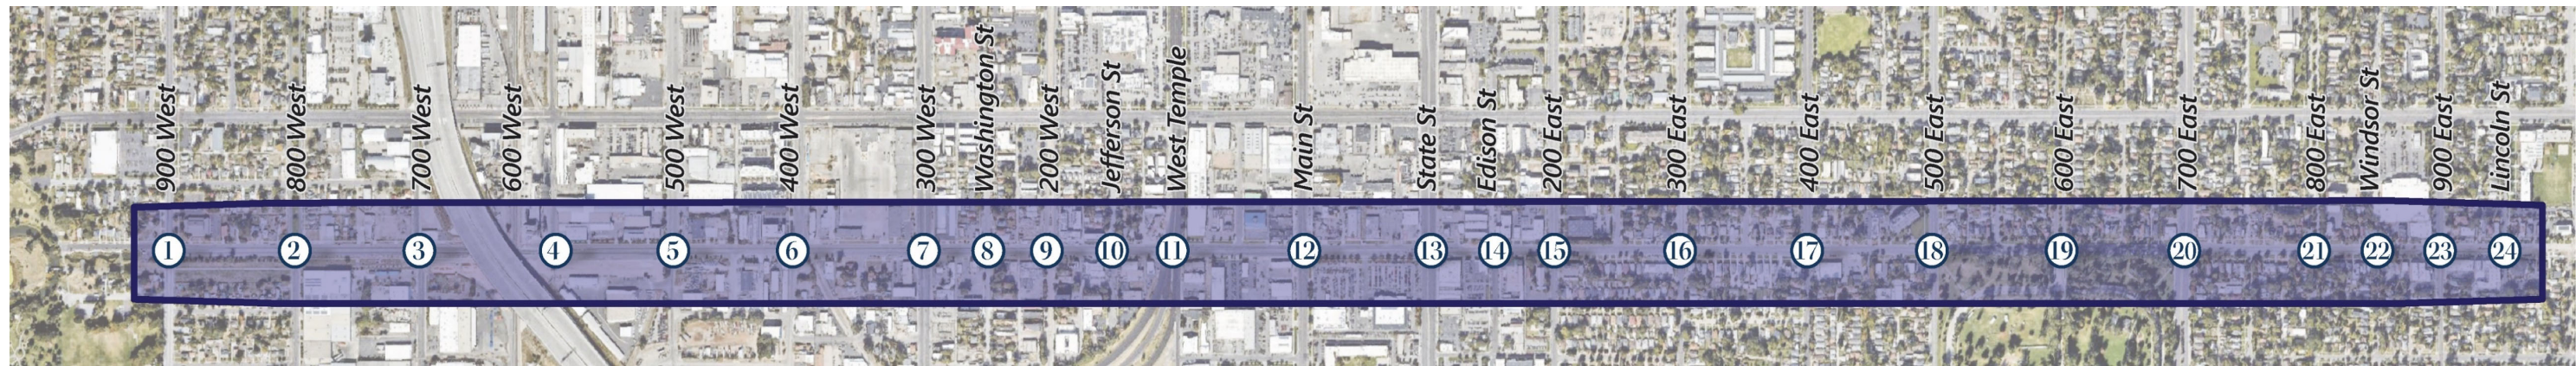 900 West
800 West
700 West
600 West
500 West
400 West
300 West
Washington St
200 West
Jefferson St
West Temple
Main St
State St
Edison St
200 East
300 East
400 East
500 East
600 East
700 East
800 East
Windsor St
900 East
Lincoln St
1 2 3 4 5 6 7 8 9 10 11 12 13 14 15 16 17 18 19 20 21 22 23 24